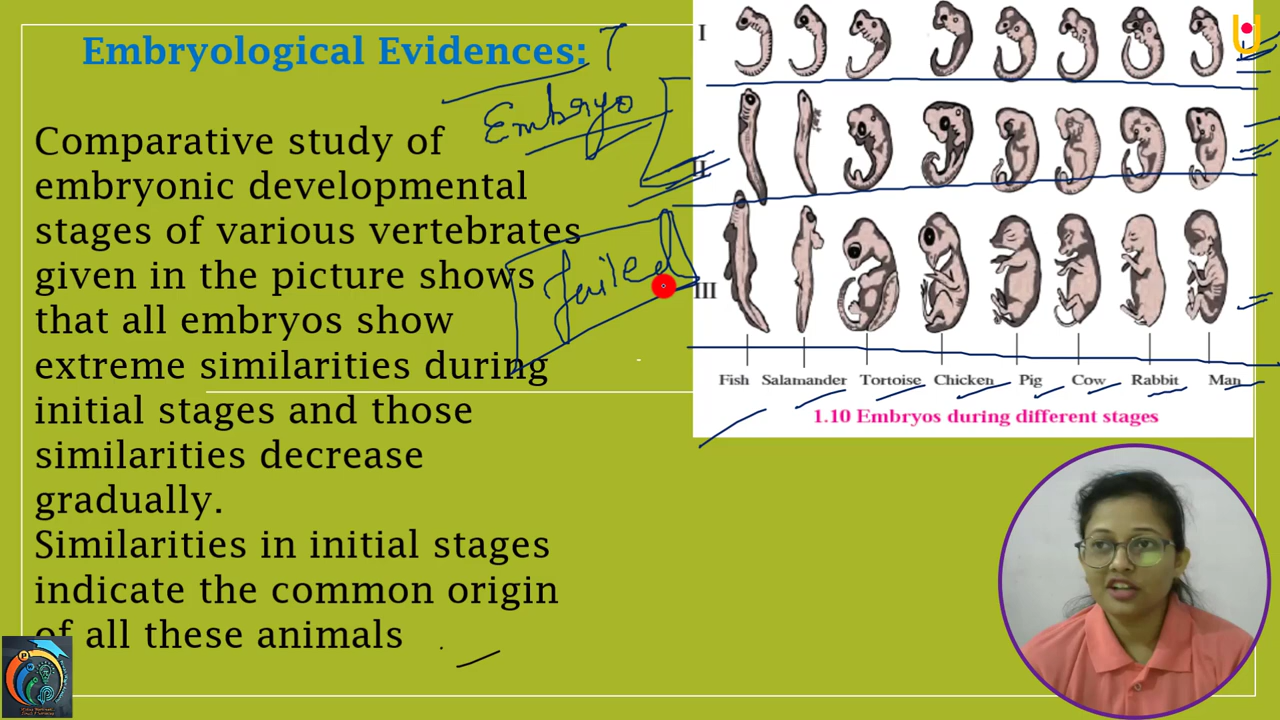 Embryological Evidences:
Embryo
Comparative study of
embryonic developmental
stages of various vertebrates
given in the picture shows
that all embryos show
extreme similarities during
initial stages and those
similarities decrease
gradually.
Similarities in initial stages
indicate the common origin
of all these animals
failed
I
II
III
Fish Salamander Tortoise Chicken Pig Cow Rabbit Man
1.10 Embryos during different stages